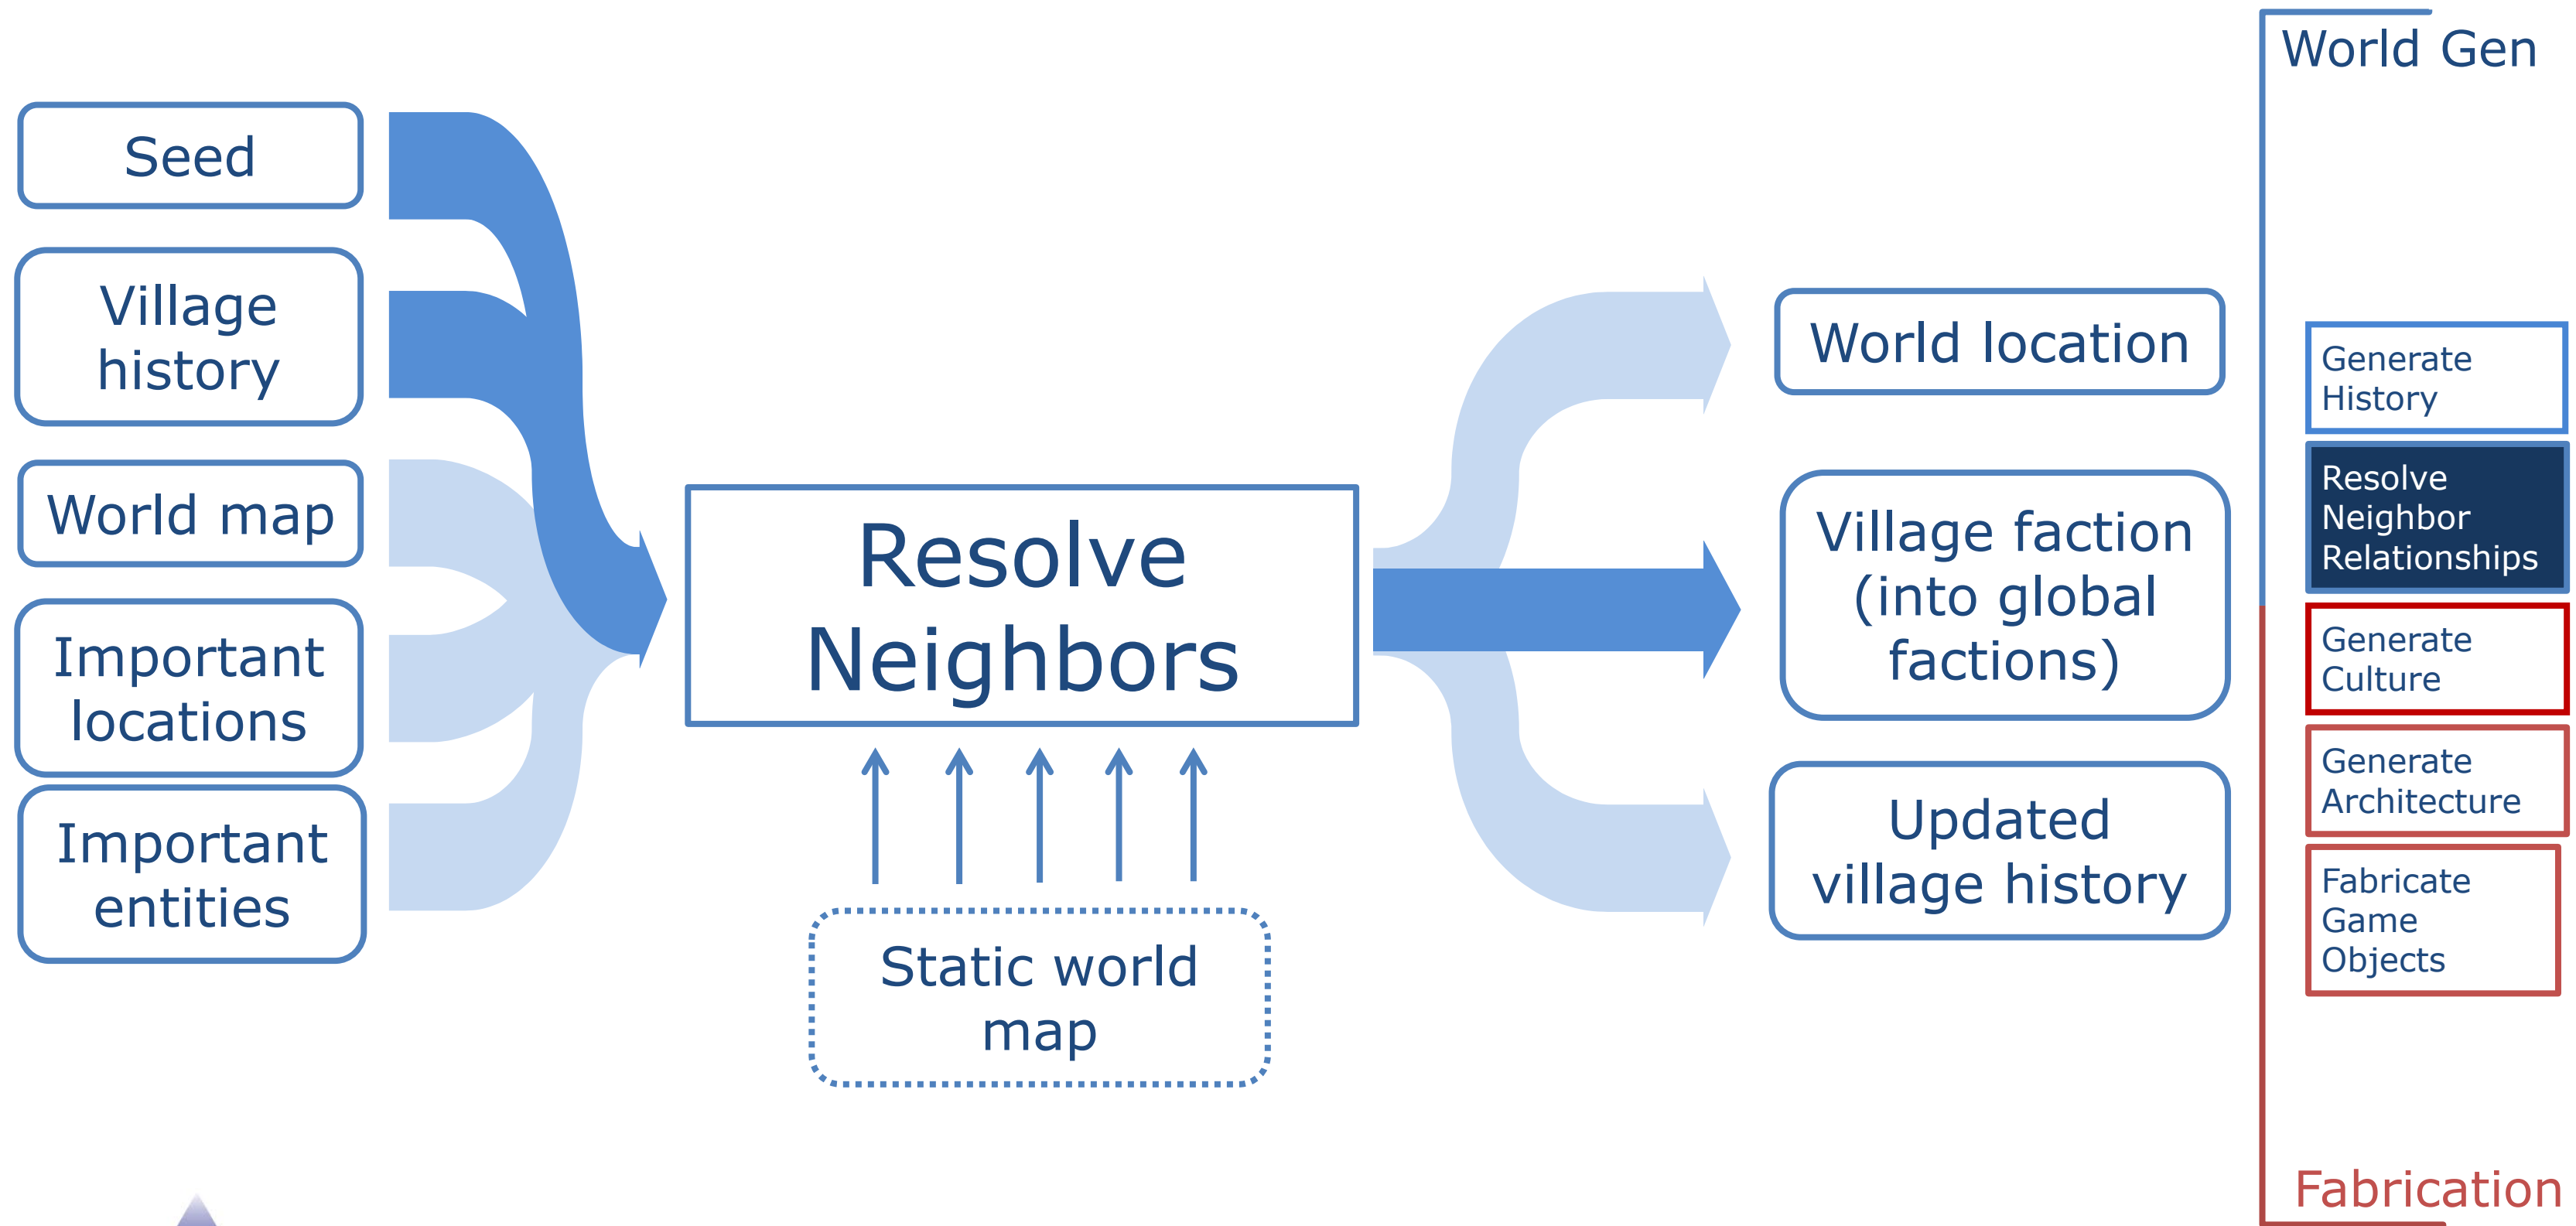 Seed
Village
history
World map
Important
locations
Important
entities
Resolve
Neighbors
Static world
map
World location
Village faction
(into global
factions)
Updated
village history
World Gen
Generate
History
Resolve
Neighbor
Relationships
Generate
Culture
Generate
Architecture
Fabricate
Game
Objects
Fabrication